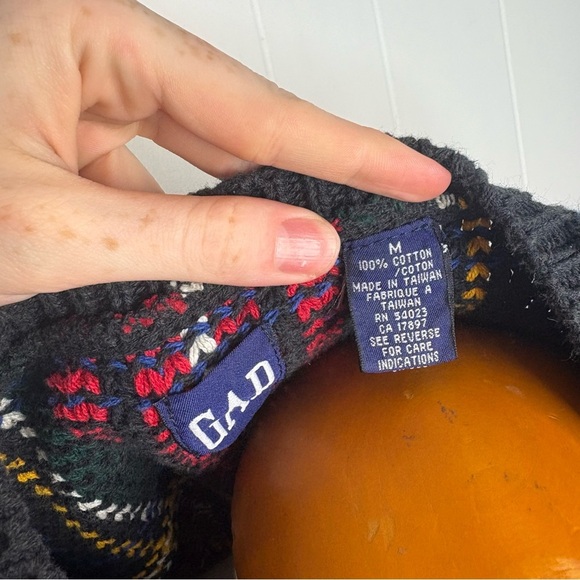 GAP
M
100% COTTON
/COTON
MADE IN TAIWAN
FABRIQUE A
TAIWAN
RN 54023
CA 17897
SEE REVERSE
FOR CARE
INDICATIONS